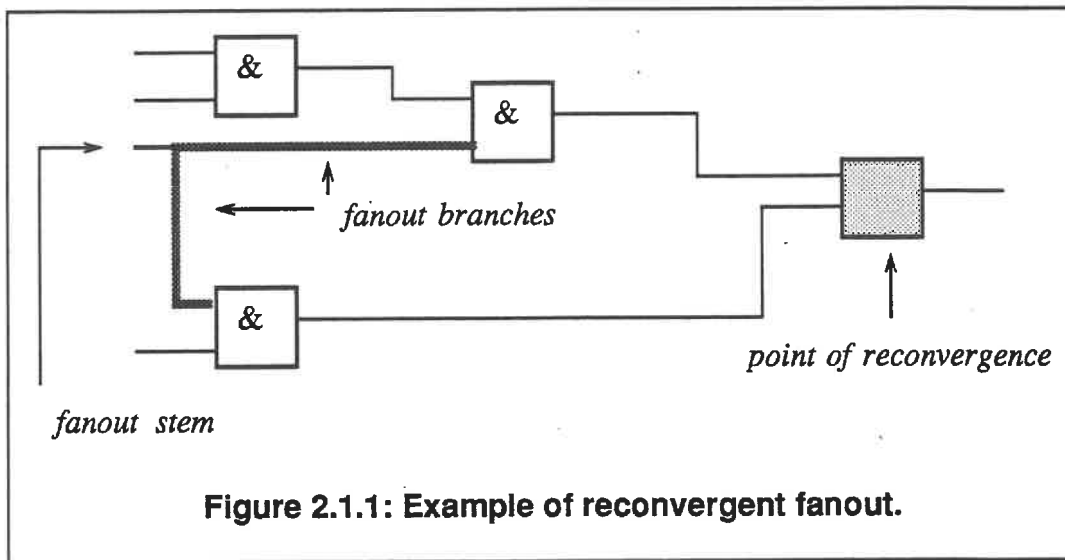 &
&
fanout branches
&
point of reconvergence
fanout stem
Figure 2.1.1: Example of reconvergent fanout.